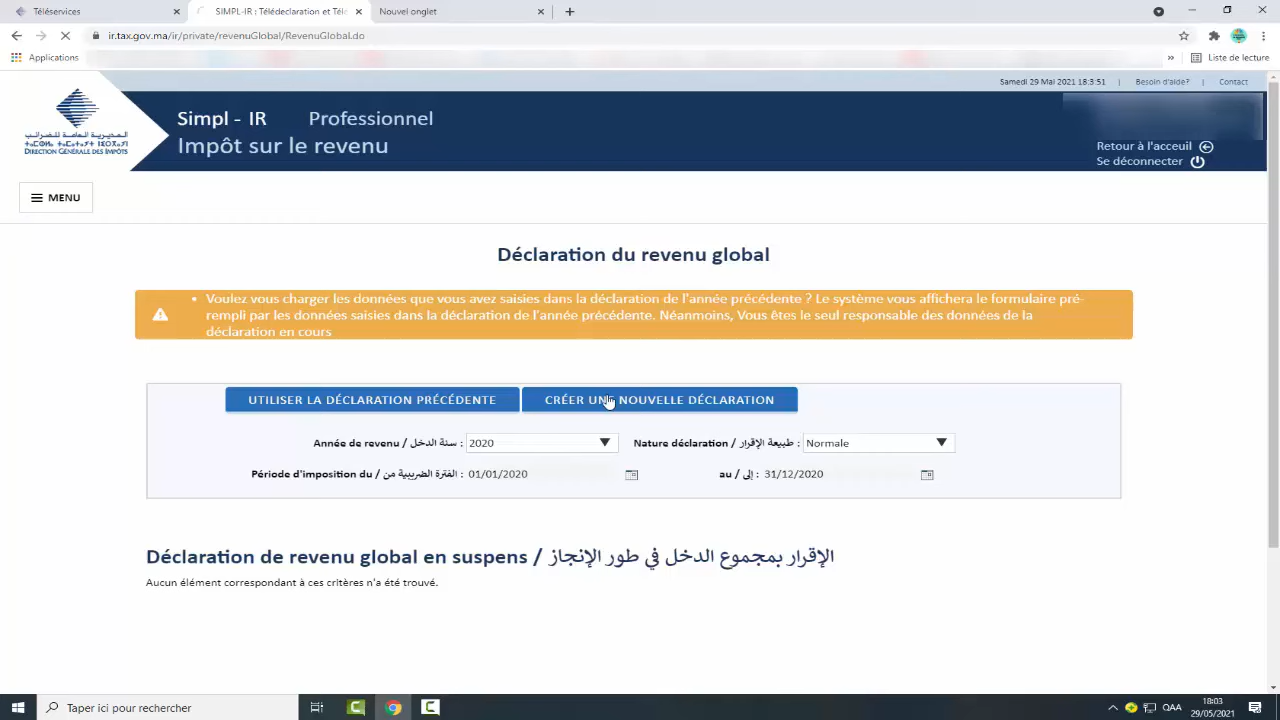 Téléservices
SIMPL-IR : Télédeclaration et Tél
Nouvel onglet
ir.tax.gov.ma/ir/private/revenuGlobal/RevenuGlobal.do
Applications
»
Liste de lecture
Samedi 29 Mai 2021 18:3:51 | Besoin d'aide? | Contact
المديرية العامة للضرائب
DIRECTION GÉNÉRALE DES IMPÔTS
Simpl - IR Professionnel
Impôt sur le revenu
Retour à l'acceuil
Se déconnecter
MENU
Déclaration du revenu global
• Voulez vous charger les données que vous avez saisies dans la déclaration de l'année précédente ? Le système vous affichera le formulaire pré-
rempli par les données saisies dans la déclaration de l'année précédente. Néanmoins, Vous êtes le seul responsable des données de la
déclaration en cours
UTILISER LA DÉCLARATION PRÉCÉDENTE
CRÉER UNE NOUVELLE DÉCLARATION
Année de revenu / سنة الدخل : 2020
Nature déclaration / طبيعة الإقرار : Normale
Période d'imposition du / الفترة الضريبية من : 01/01/2020
au / إلى : 31/12/2020
Déclaration de revenu global en suspens / الإقرار بمجموع الدخل في طور الإنجاز
Aucun élément correspondant à ces critères n'a été trouvé.
Taper ici pour rechercher
QAA
18:03
29/05/2021